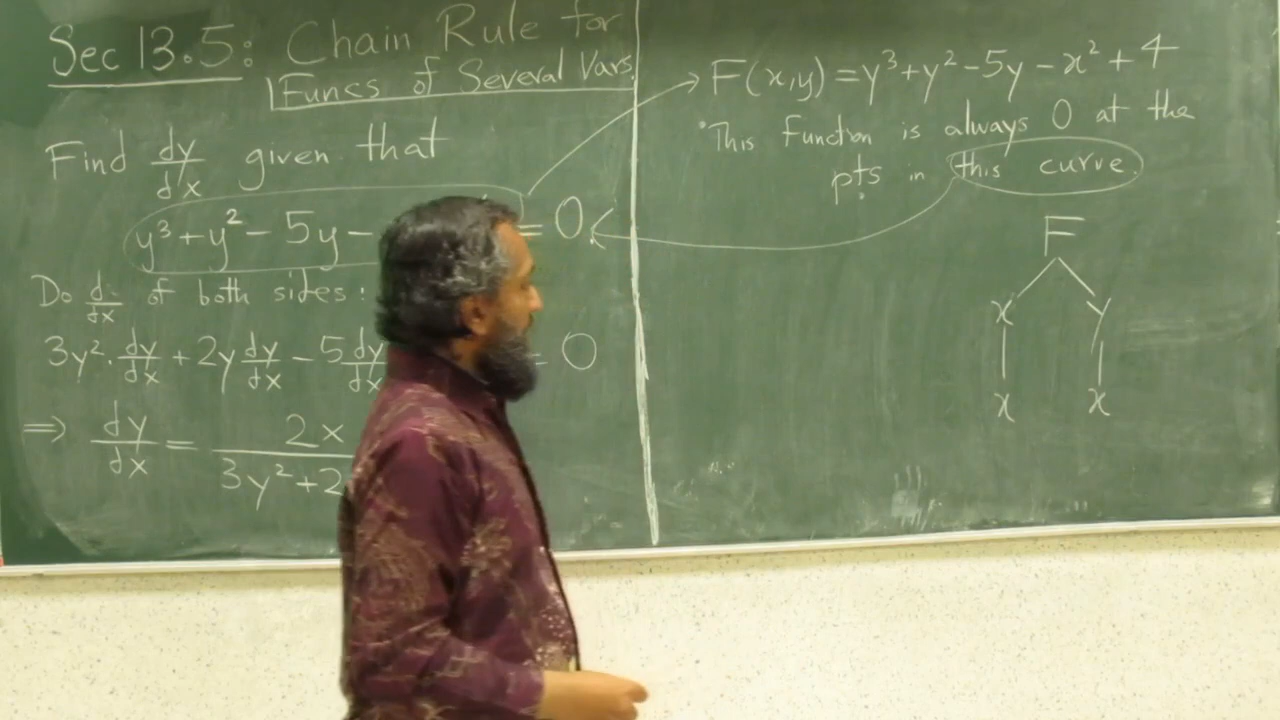 Sec 13.5: Chain Rule for
Funcs of Several Vars.
Find dy/dx given that
y³ + y² - 5y - = 0
Do d/dx of both sides:
3y² · dy/dx + 2y dy/dx - 5 dy/dx = 0
⇒ dy/dx = 2x / 3y² + 2
F(x,y) = y³ + y² - 5y - x² + 4
This Function is always 0 at the
pts in this curve.
F
x y
x x